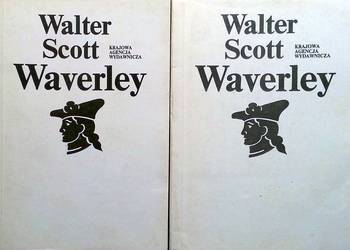 Walter
Scott
KRAJOWA
AGENCJA
WYDAWNICZA
Waverley
Walter
Scott
KRAJOWA
AGENCJA
WYDAWNICZA
Waverley